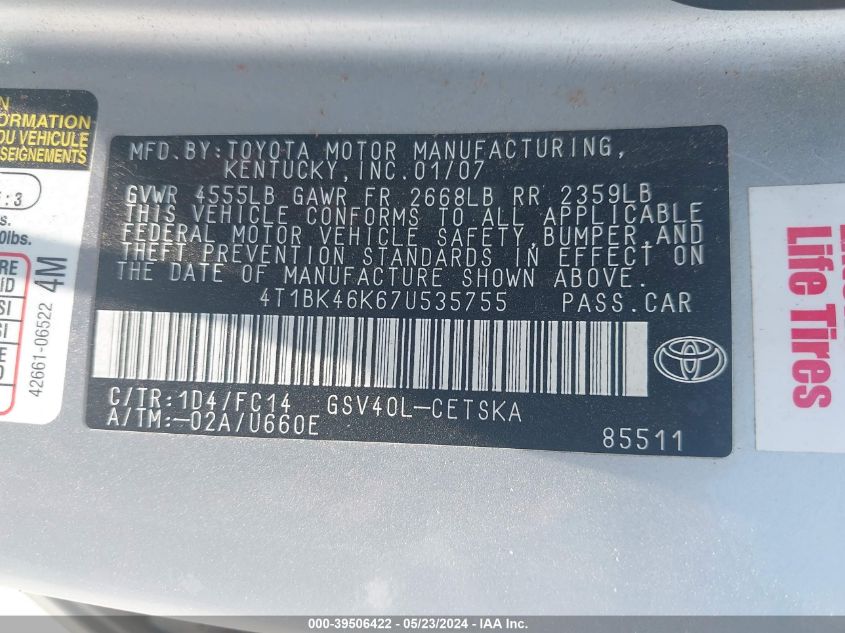 MFD.BY:TOYOTA MOTOR MANUFACTURING,
KENTUCKY,INC.01/07
GVWR 4555LB GAWR FR 2668LB RR 2359LB
THIS VEHICLE CONFORMS TO ALL APPLICABLE
FEDERAL MOTOR VEHICLE SAFETY,BUMPER,AND
THEFT PREVENTION STANDARDS IN EFFECT ON
THE DATE OF MANUFACTURE SHOWN ABOVE.
4T1BK46K67U535755 PASS.CAR
C/TR:1D4/FC14 GSV40L-CETSKA
A/TM:-02A/U660E
85511
VEHICULE
42661-06522 4M
Life Tires
000-39506422 - 05/23/2024 - IAA, Inc.